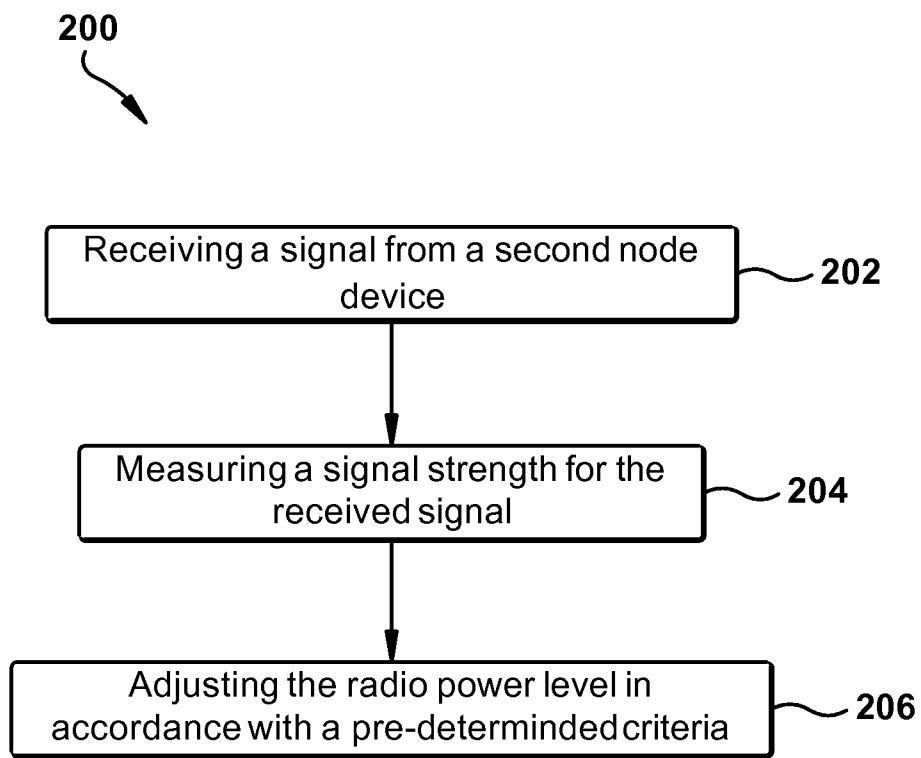 200
Receiving a signal from a second node
device
202
Measuring a signal strength for the
received signal
204
Adjusting the radio power level in
accordance with a pre-determinded criteria
206